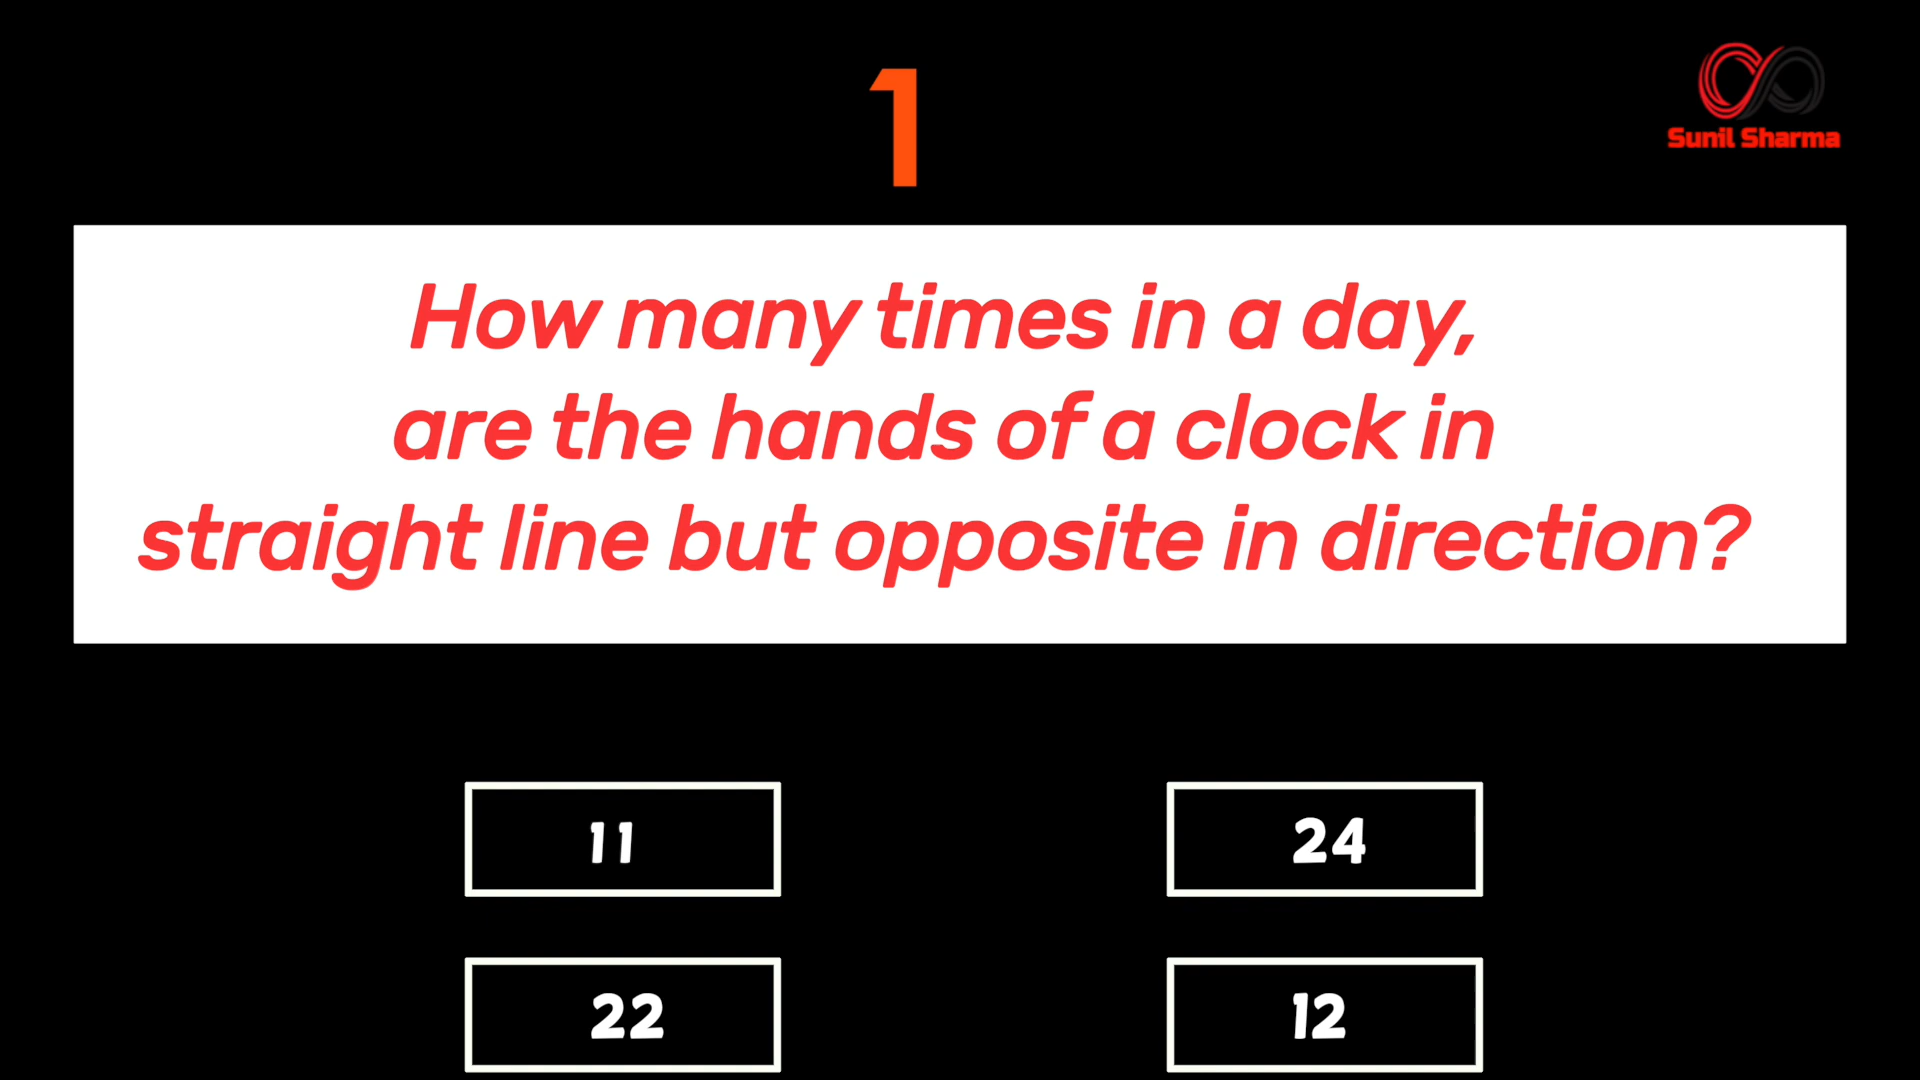 1
Sunil Sharma
How many times in a day,
are the hands of a clock in
straight line but opposite in direction?
11
24
22
12